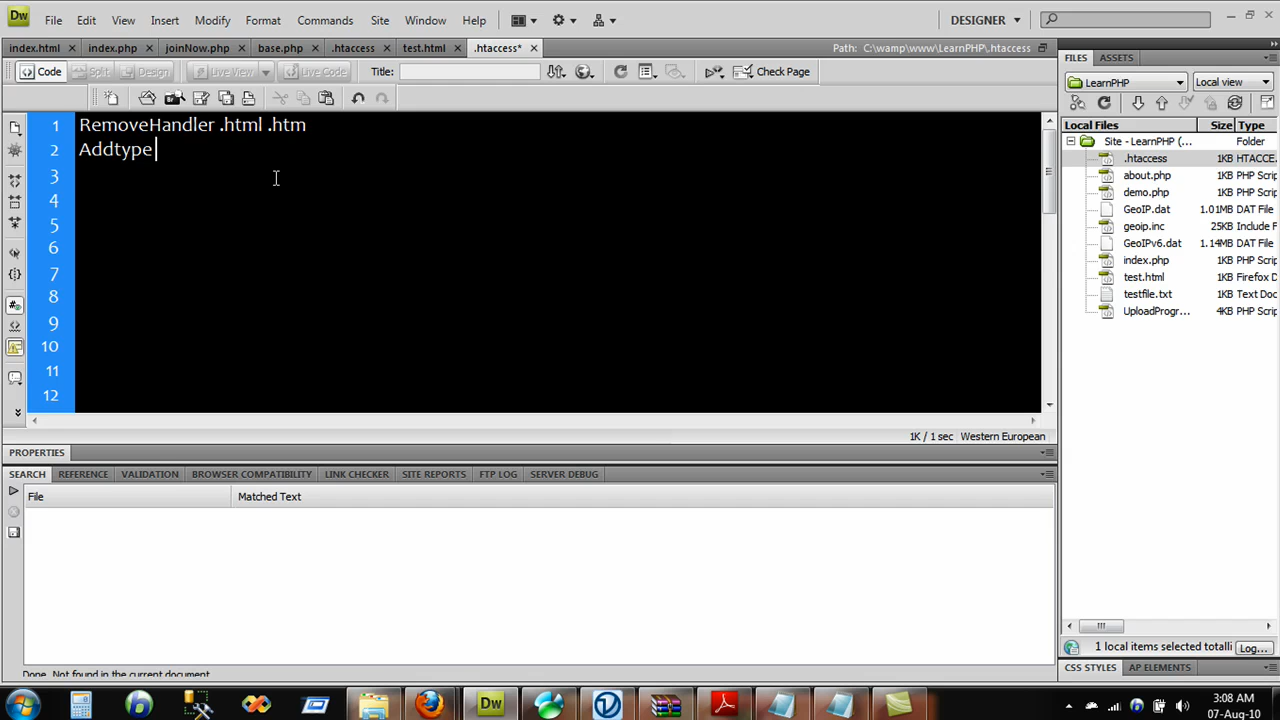 Dw File Edit View Insert Modify Format Commands Site Window Help DESIGNER
index.html index.php joinNow.php base.php .htaccess test.html .htaccess* Path: C:\wamp\www\LearnPHP\.htaccess
Code Split Design Live View Live Code Title: Check Page
1 RemoveHandler .html .htm
2 Addtype
3
4
5
6
7
8
9
10
11
12
1K / 1 sec Western European
PROPERTIES
SEARCH REFERENCE VALIDATION BROWSER COMPATIBILITY LINK CHECKER SITE REPORTS FTP LOG SERVER DEBUG
File Matched Text
Done. Not found in the current document.
FILES ASSETS
LearnPHP Local view
Local Files Size Type
Site - LearnPHP (... Folder
.htaccess 1KB HTACCE.
about.php 1KB PHP Scri
demo.php 1KB PHP Scri
GeoIP.dat 1.01MB DAT File
geoip.inc 25KB Include F
GeoIPv6.dat 1.14MB DAT File
index.php 1KB PHP Scri
test.html 1KB Firefox D
testfile.txt 1KB Text Doc
UploadProgr... 4KB PHP Scri
1 local items selected totalli Log...
CSS STYLES AP ELEMENTS
Dw
3:08 AM
07-Aug-10